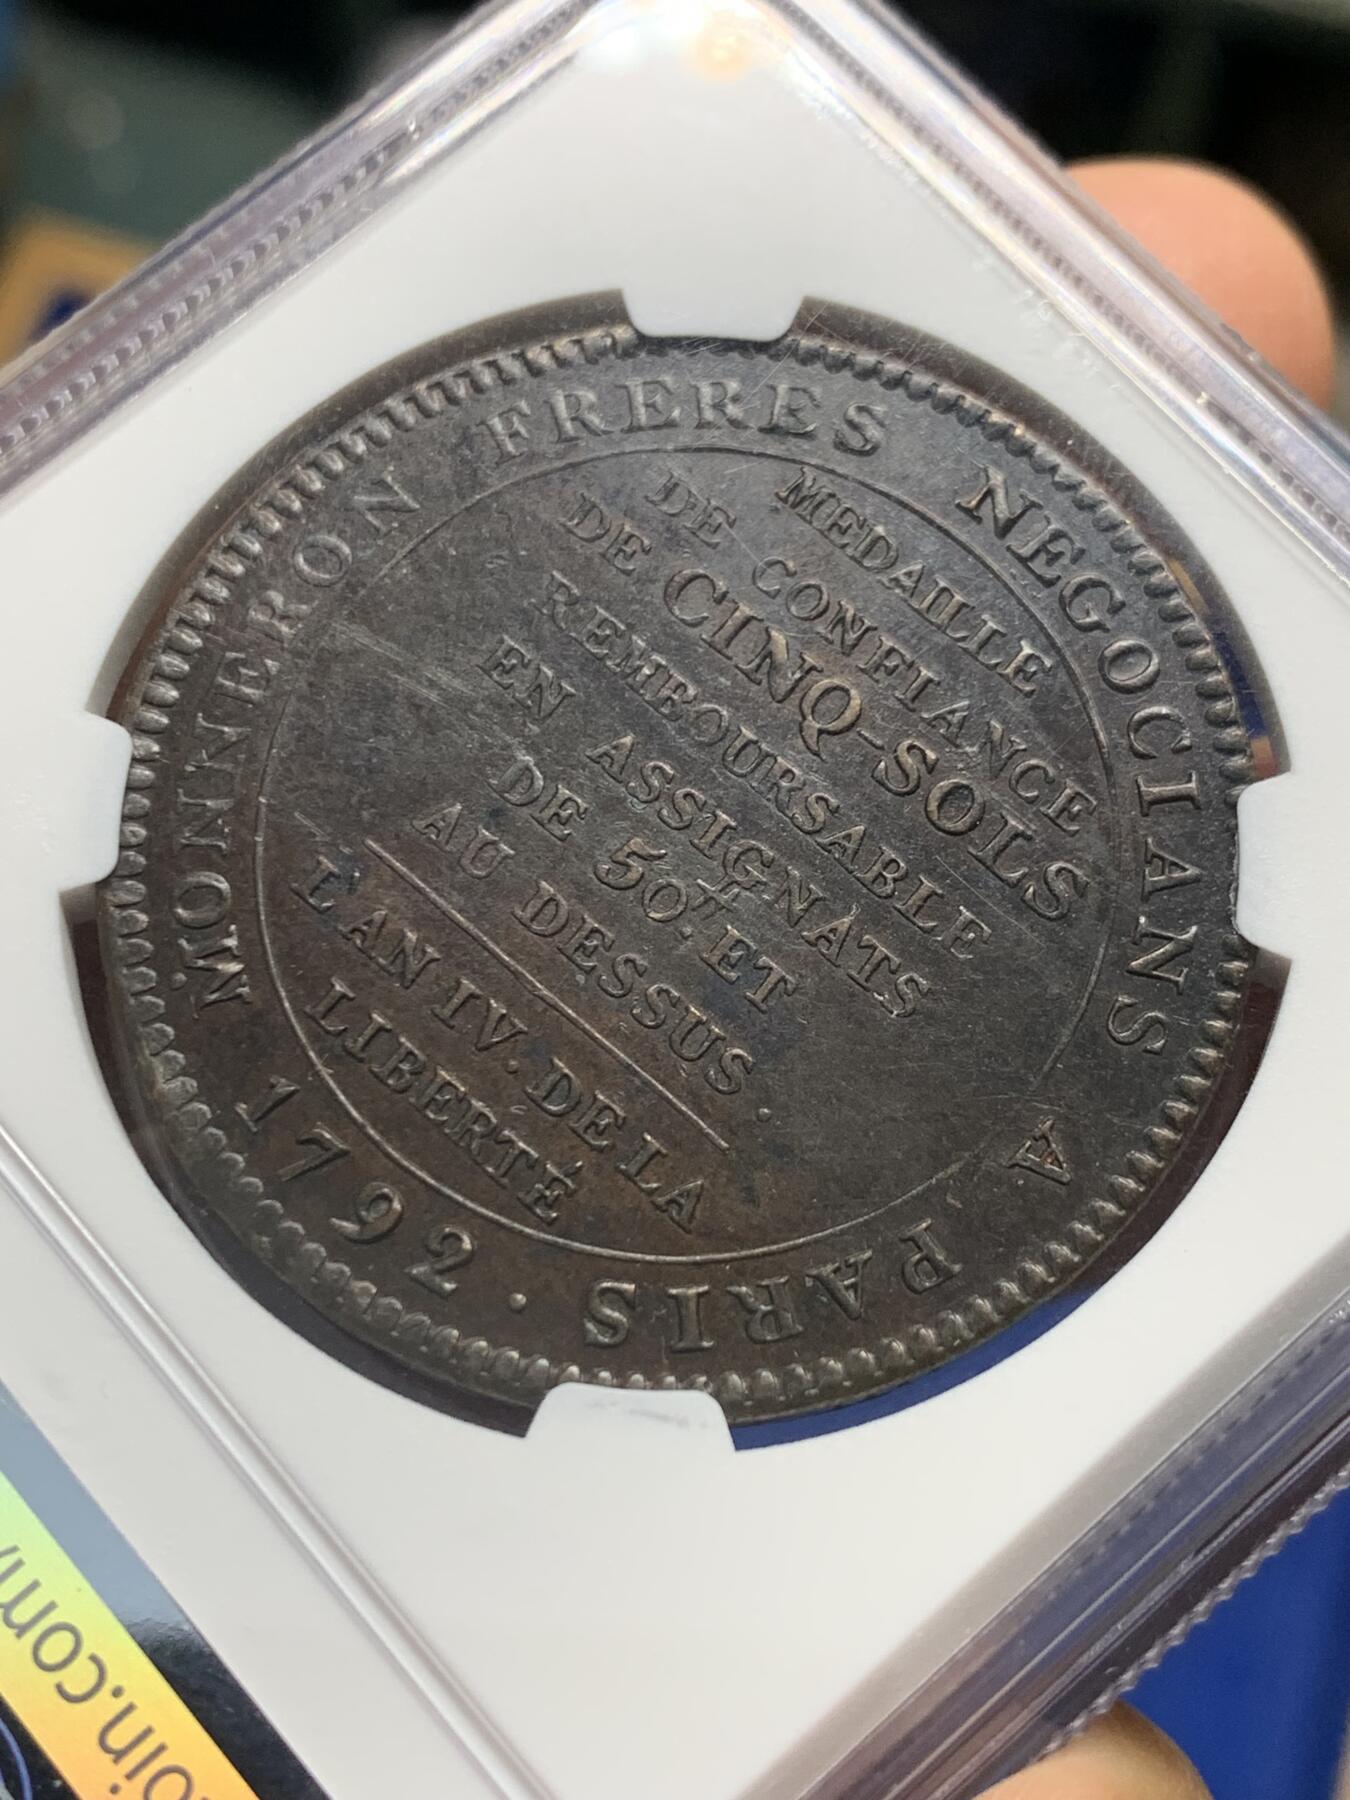 MONNERON FRERES NEGOCIANS A PARIS . 1792
MEDAILLE
DE CONFIANCE
DE CINQ-SOLS
REMBOURSABLE
EN ASSIGNATS
DE 50₶. ET
AU DESSUS .
L'AN IV. DE LA
LIBERTÉ
oin.com/